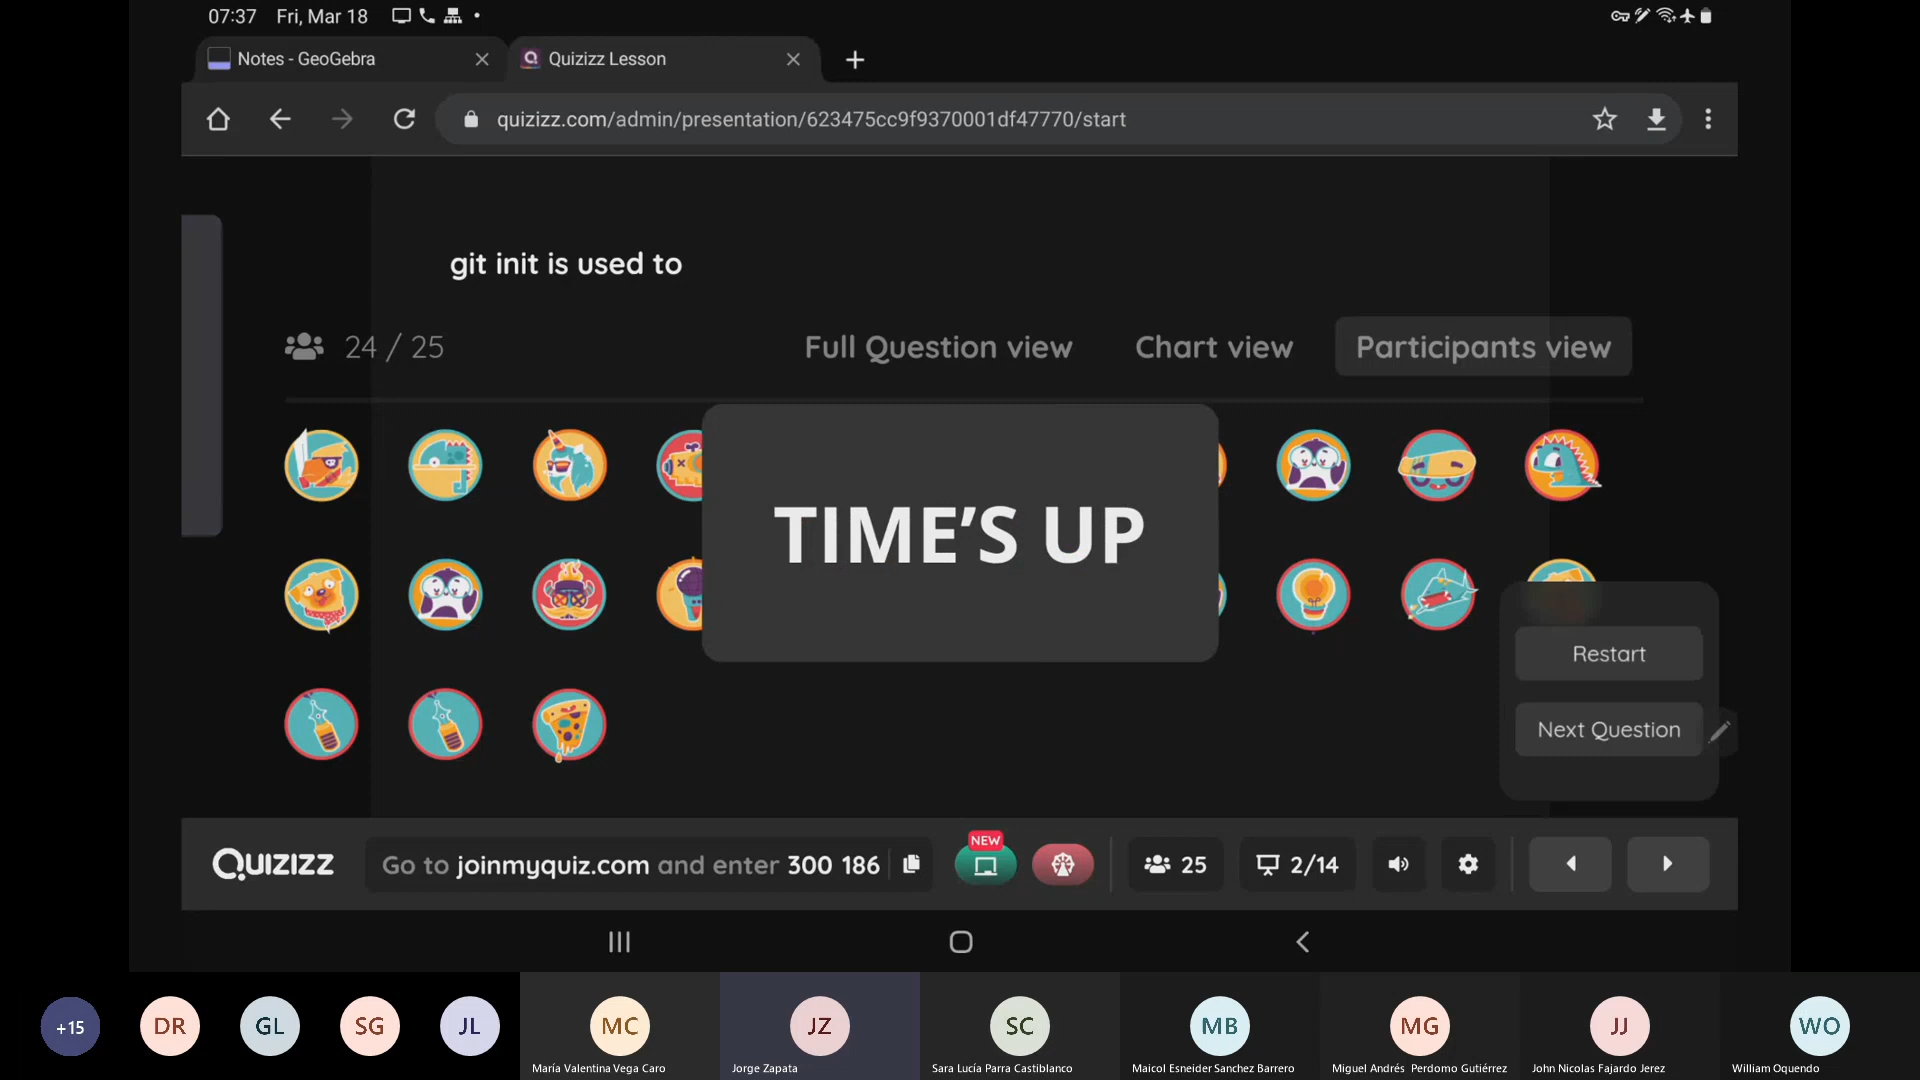 07:37 Fri, Mar 18
Notes - GeoGebra
Quizizz Lesson
quizizz.com/admin/presentation/623475cc9f9370001df47770/start
git init is used to
24 / 25
Full Question view
Chart view
Participants view
TIME'S UP
Restart
Next Question
QUIZIZZ
Go to joinmyquiz.com and enter 300 186
NEW
25
2/14
+15
DR
GL
SG
JL
MC
JZ
SC
MB
MG
JJ
WO
María Valentina Vega Caro
Jorge Zapata
Sara Lucía Parra Castiblanco
Maicol Esneider Sanchez Barrero
Miguel Andrés Perdomo Gutiérrez
John Nicolas Fajardo Jerez
William Oquendo